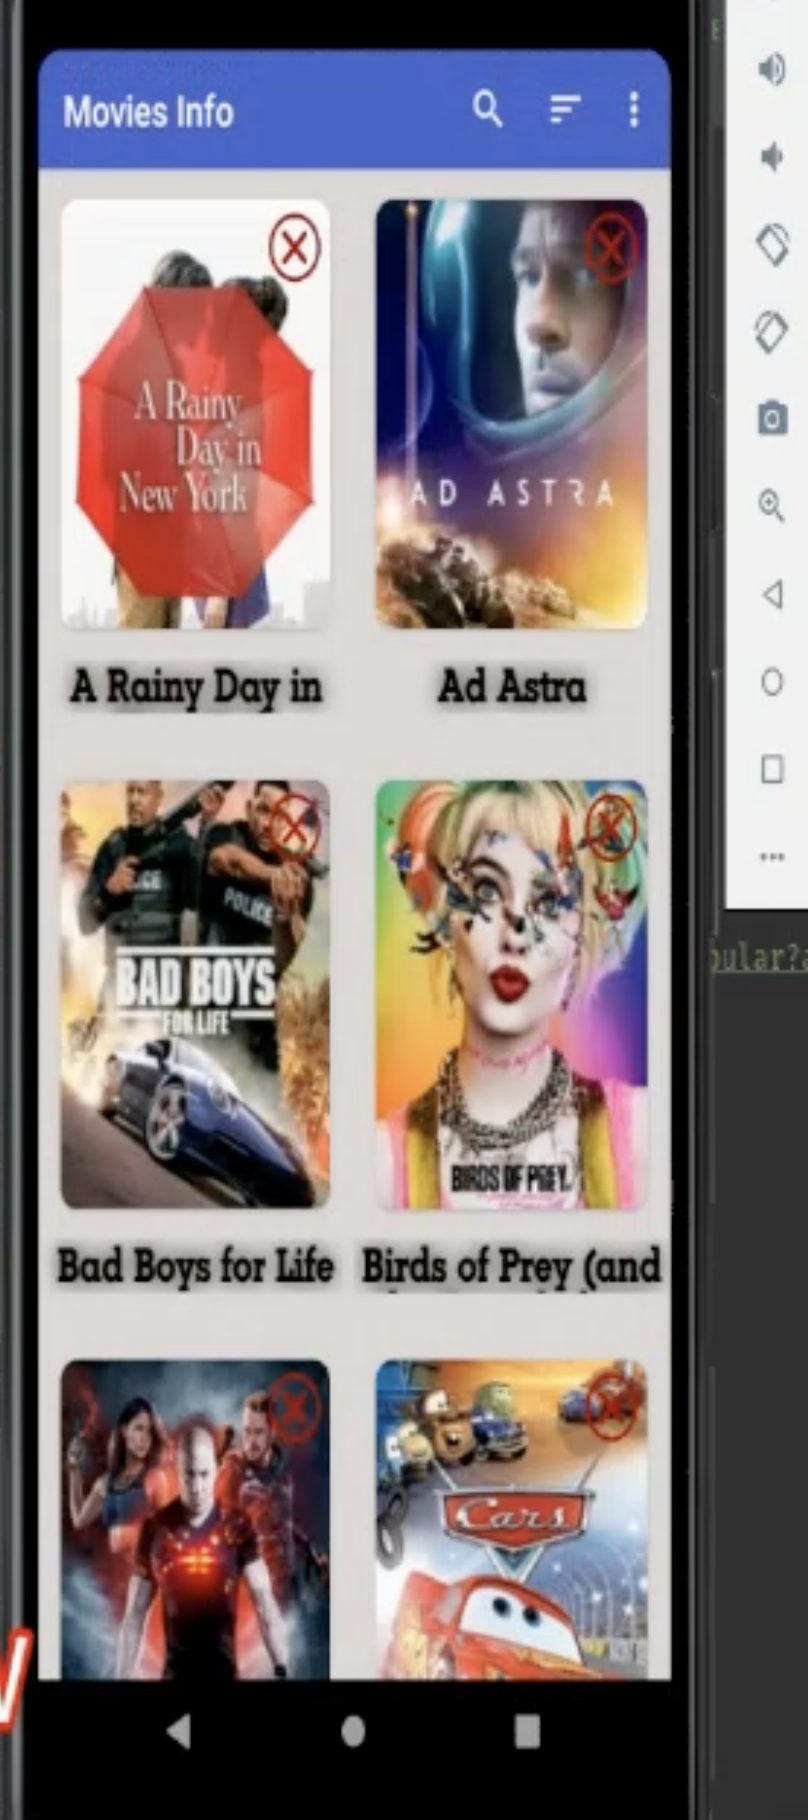 Movies Info
A Rainy
Day in
New York
AD ASTRA
A Rainy Day in
Ad Astra
POLICE
BAD BOYS
FOR LIFE
BIRDS OF PREY
Bad Boys for Life
Birds of Prey (and
Cars
pular?a